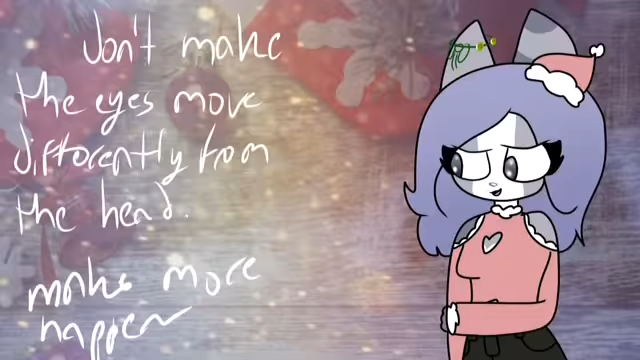 Don't make
the eyes move
differently from
the head.
make more
happen